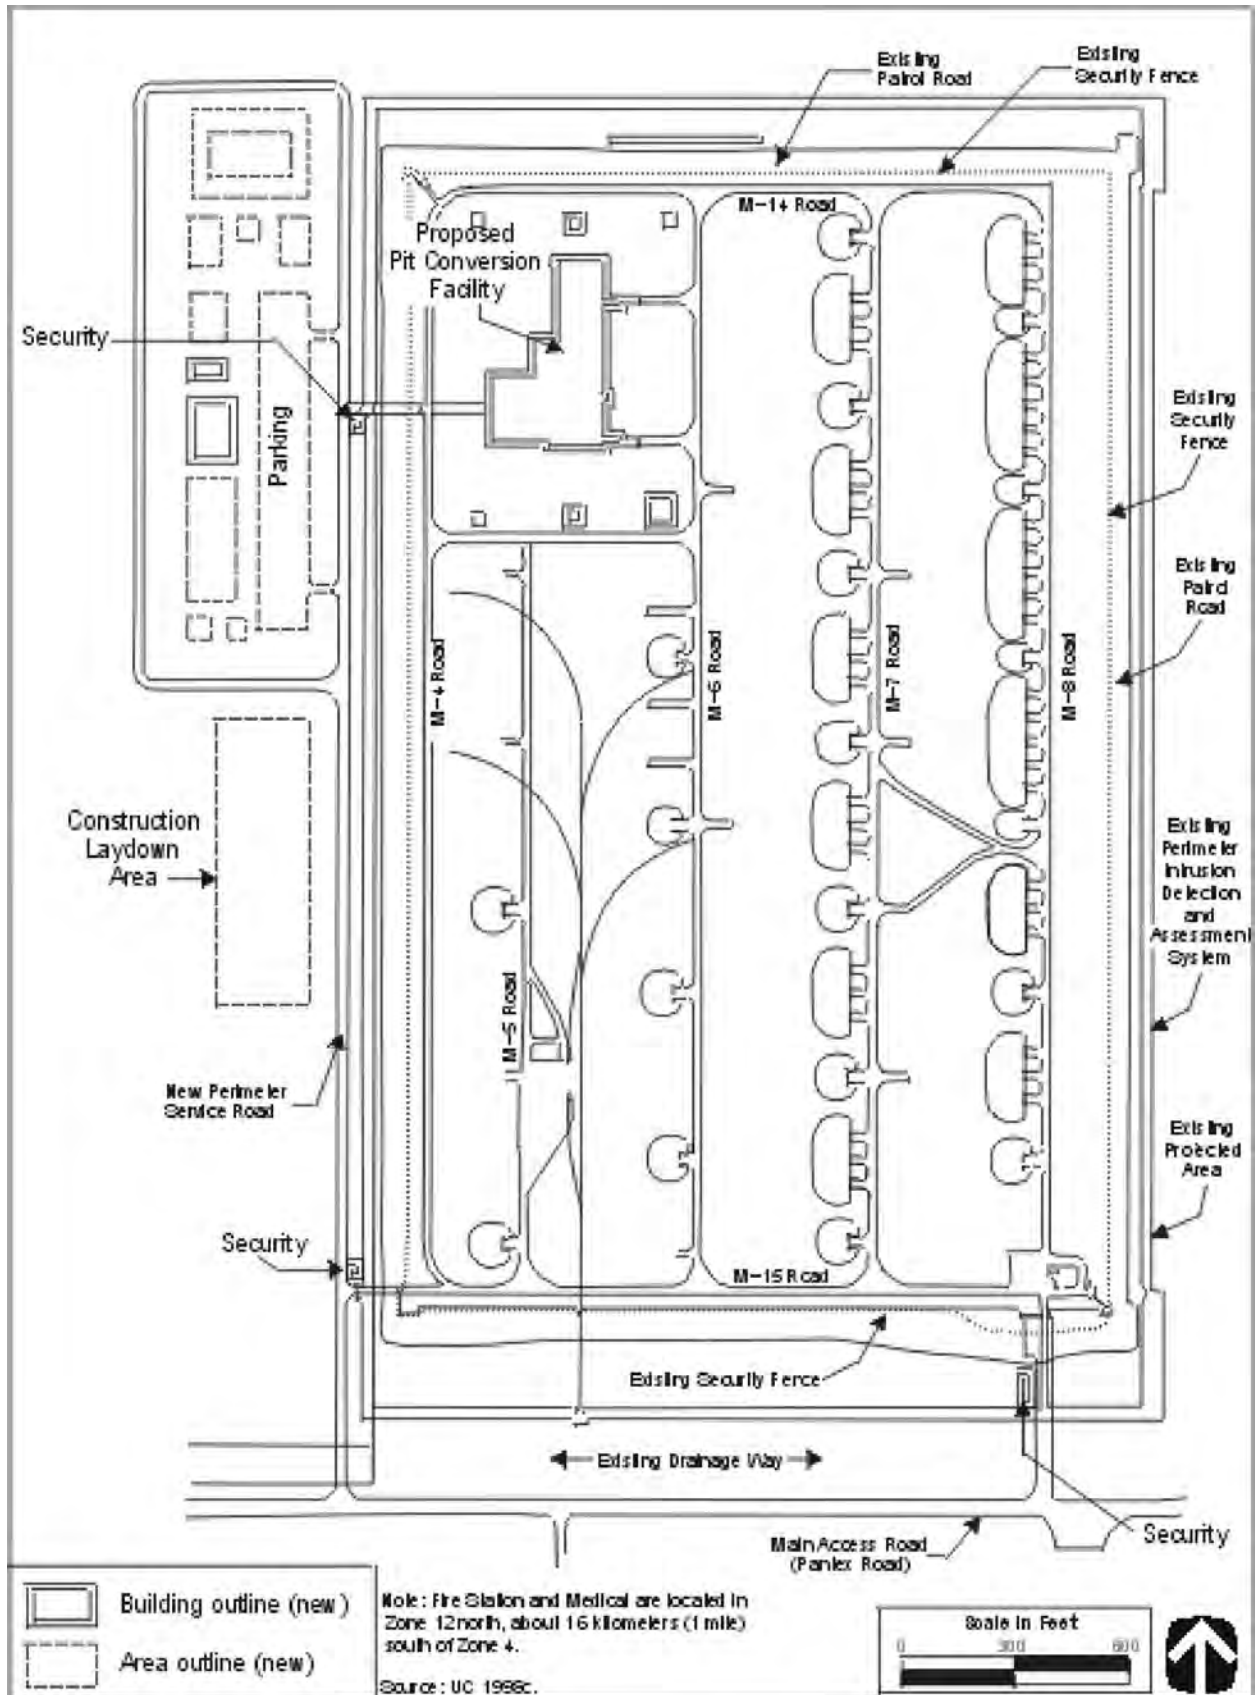 Existing
Patrol Road
Existing
Security Fence
M-14 Road
Proposed
Pit Conversion
Facility
Security
Parking
Existing
Security
Fence
Existing
Patrol
Road
M-4 Road
M-6 Road
M-7 Road
M-8 Road
Construction
Laydown
Area
Existing
Perimeter
Intrusion
Detection
and
Assessment
System
M-5 Road
New Perimeter
Service Road
Existing
Protected
Area
Security
M-15 Road
Existing Security Fence
Existing Drainage Way
Main Access Road
(Pantex Road)
Security
Building outline (new)
Area outline (new)
Note: Fire Station and Medical are located in
Zone 12 north, about 16 kilometers (1 mile)
south of Zone 4.
Source: UC 1998c.
Scale in Feet
0 300 600